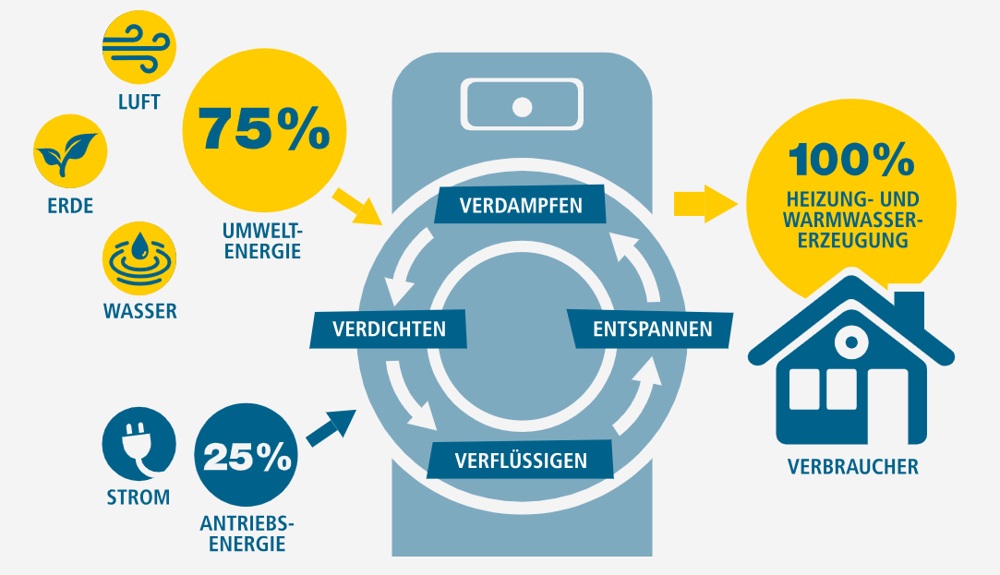 LUFT
75%
ERDE
UMWELT-
ENERGIE
WASSER
STROM
25%
ANTRIEBS-
ENERGIE
VERDAMPFEN
VERDICHTEN
ENTSPANNEN
VERFLÜSSIGEN
100%
HEIZUNG- UND
WARMWASSER-
ERZEUGUNG
VERBRAUCHER